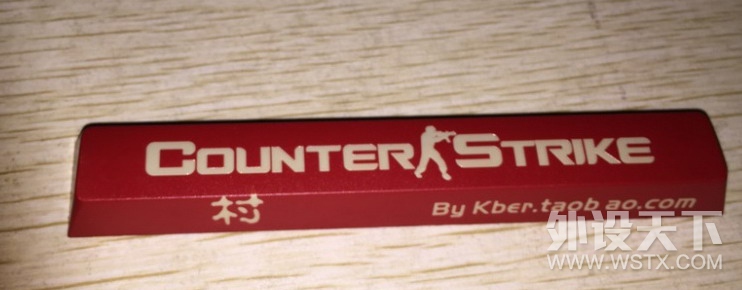 COUNTER STRIKE
村
By Kber.taobao.com
外设天下
WWW.WSTX.COM